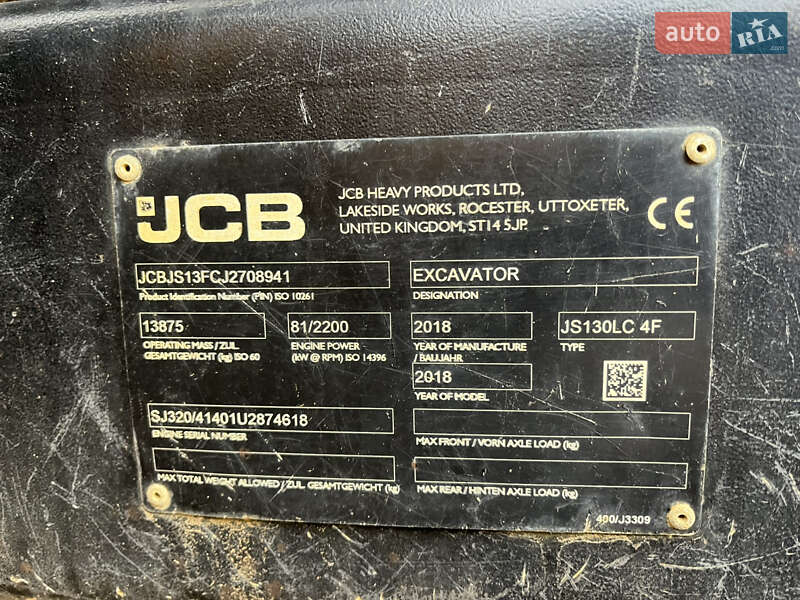 auto RIA .com
JCB
JCB HEAVY PRODUCTS LTD,
LAKESIDE WORKS, ROCESTER, UTTOXETER,
UNITED KINGDOM, ST14 5JP.
CE
JCBJS13FCJ2708941
Product Identification Number (PIN) ISO 10261
EXCAVATOR
DESIGNATION
13875
OPERATING MASS / ZUL.
GESAMTGEWICHT (kg) ISO 60
81/2200
ENGINE POWER
(kW @ RPM) ISO 14396
2018
YEAR OF MANUFACTURE
/ BAUJAHR
JS130LC 4F
TYPE
2018
YEAR OF MODEL
SJ320/41401U2874618
ENGINE SERIAL NUMBER
MAX FRONT / VORN AXLE LOAD (kg)
MAX TOTAL WEIGHT ALLOWED / ZUL. GESAMTGEWICHT (kg)
MAX REAR / HINTEN AXLE LOAD (kg)
400/J3309